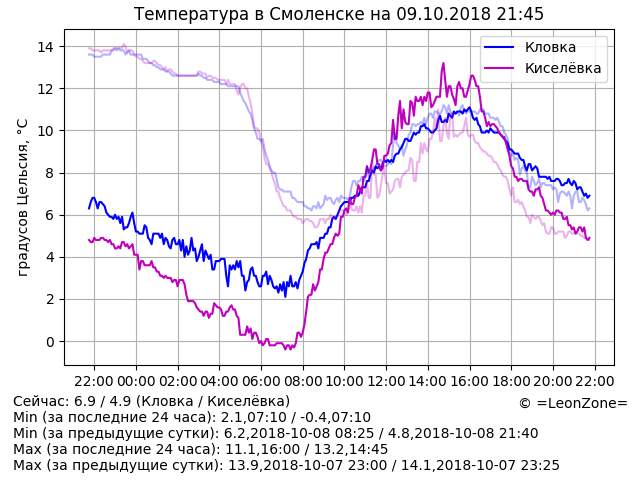 Температура в Смоленске на 09.10.2018 21:45
Кловка
Киселёвка
градусов Цельсия, °C
14
12
10
8
6
4
2
0
22:00 00:00 02:00 04:00 06:00 08:00 10:00 12:00 14:00 16:00 18:00 20:00 22:00
Сейчас: 6.9 / 4.9 (Кловка / Киселёвка)
© =LeonZone=
Min (за последние 24 часа): 2.1,07:10 / -0.4,07:10
Min (за предыдущие сутки): 6.2,2018-10-08 08:25 / 4.8,2018-10-08 21:40
Max (за последние 24 часа): 11.1,16:00 / 13.2,14:45
Max (за предыдущие сутки): 13.9,2018-10-07 23:00 / 14.1,2018-10-07 23:25